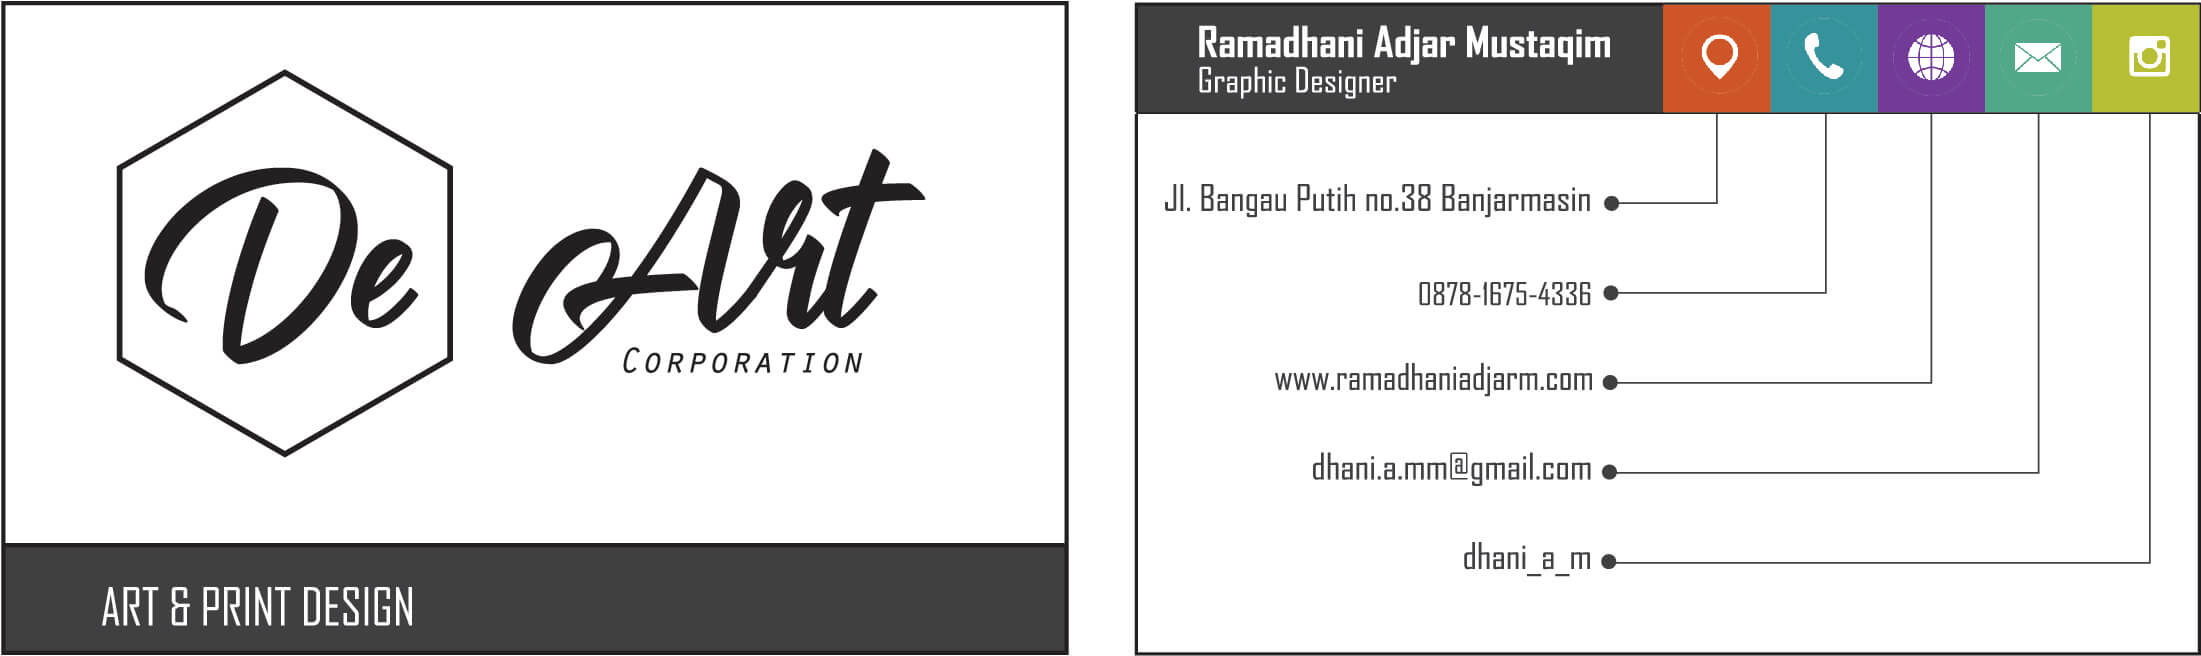 De Art
CORPORATION
ART & PRINT DESIGN
Ramadhani Adjar Mustaqim
Graphic Designer
Jl. Bangau Putih no.38 Banjarmasin
0878-1675-4336
www.ramadhaniadjarm.com
dhani.a.mm@gmail.com
dhani_a_m